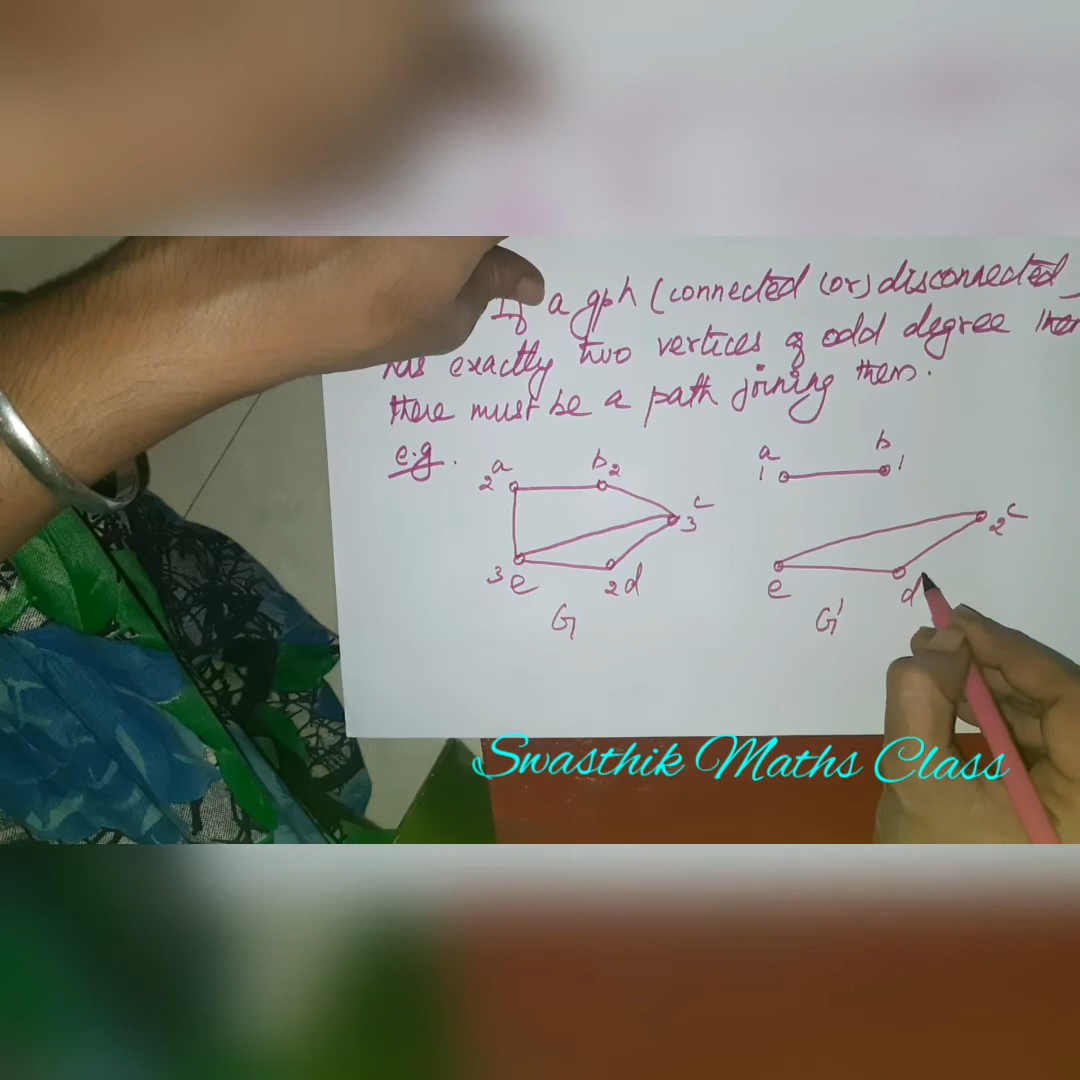 If a gph (connected (or) disconnected)
has exactly two vertices of odd degree then
there must be a path joining them.
e.g.
2 a b 2 c 3
3 e 2 d
G
a 1 b 1
2 c
e d
G'
Swasthik Maths Class